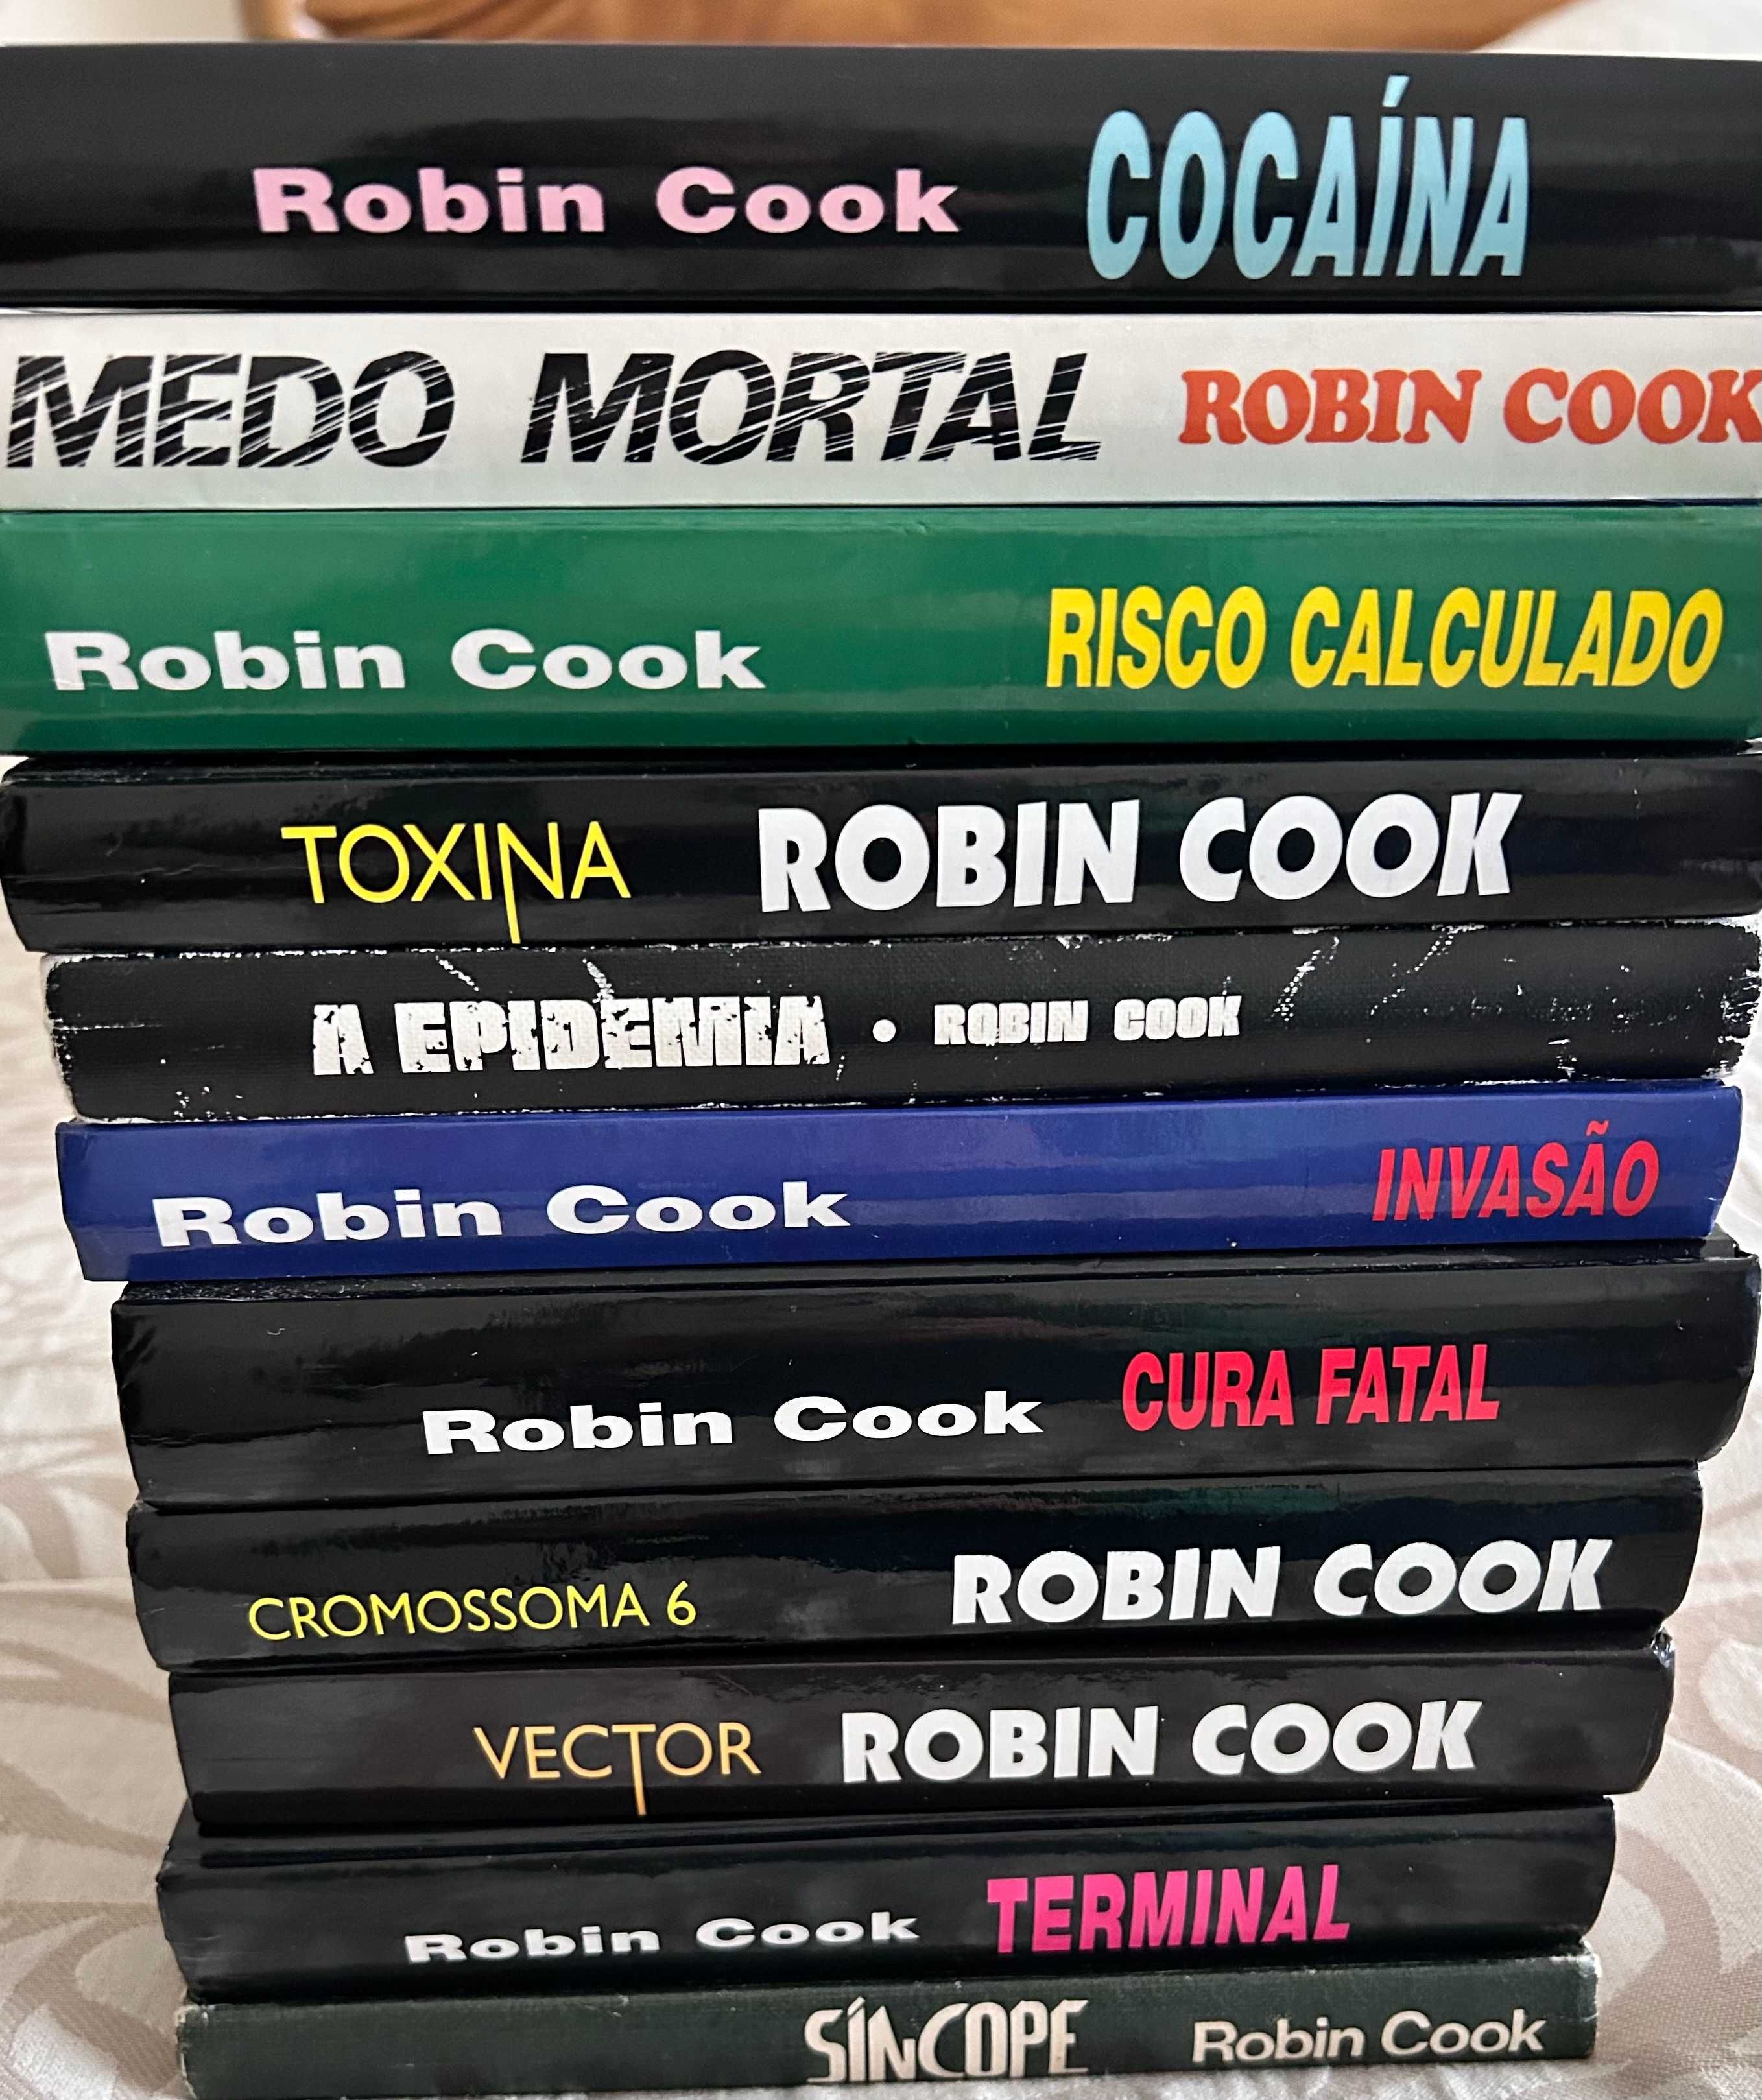 Robin Cook COCAÍNA
MEDO MORTAL ROBIN COOK
Robin Cook RISCO CALCULADO
TOXINA ROBIN COOK
A EPIDEMIA • ROBIN COOK
Robin Cook INVASÃO
Robin Cook CURA FATAL
CROMOSSOMA 6 ROBIN COOK
VECTOR ROBIN COOK
Robin Cook TERMINAL
SÍNCOPE Robin Cook